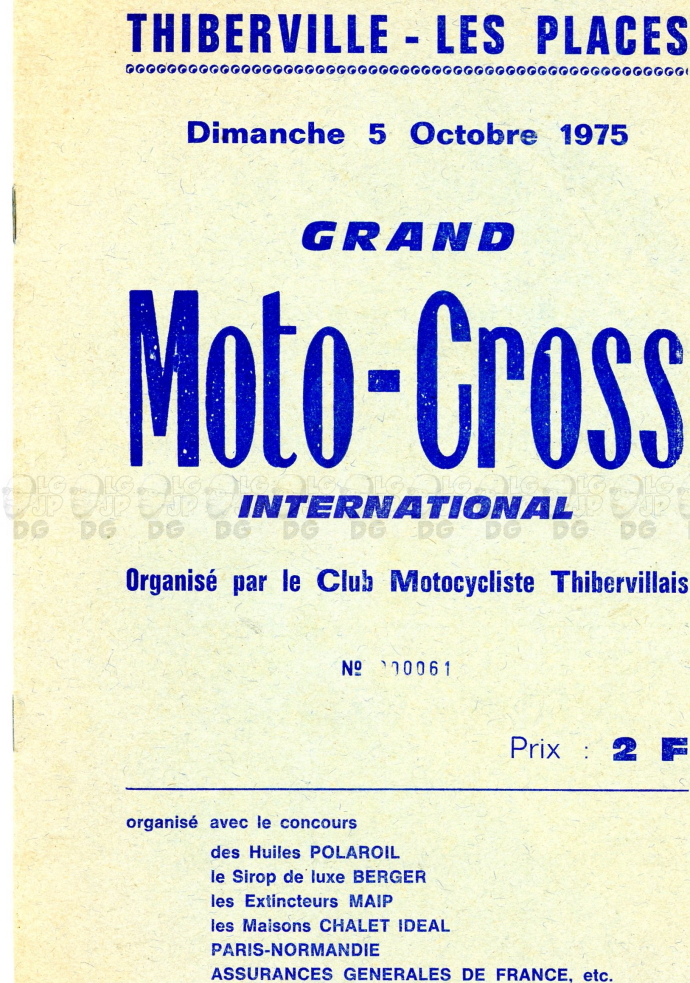 THIBERVILLE - LES PLACES
Dimanche 5 Octobre 1975
GRAND
Moto-Cross
INTERNATIONAL
Organisé par le Club Motocycliste Thibervillais
Nº 000061
Prix : 2 F
organisé avec le concours
des Huiles POLAROIL
le Sirop de luxe BERGER
les Extincteurs MAIP
les Maisons CHALET IDEAL
PARIS-NORMANDIE
ASSURANCES GENERALES DE FRANCE, etc.